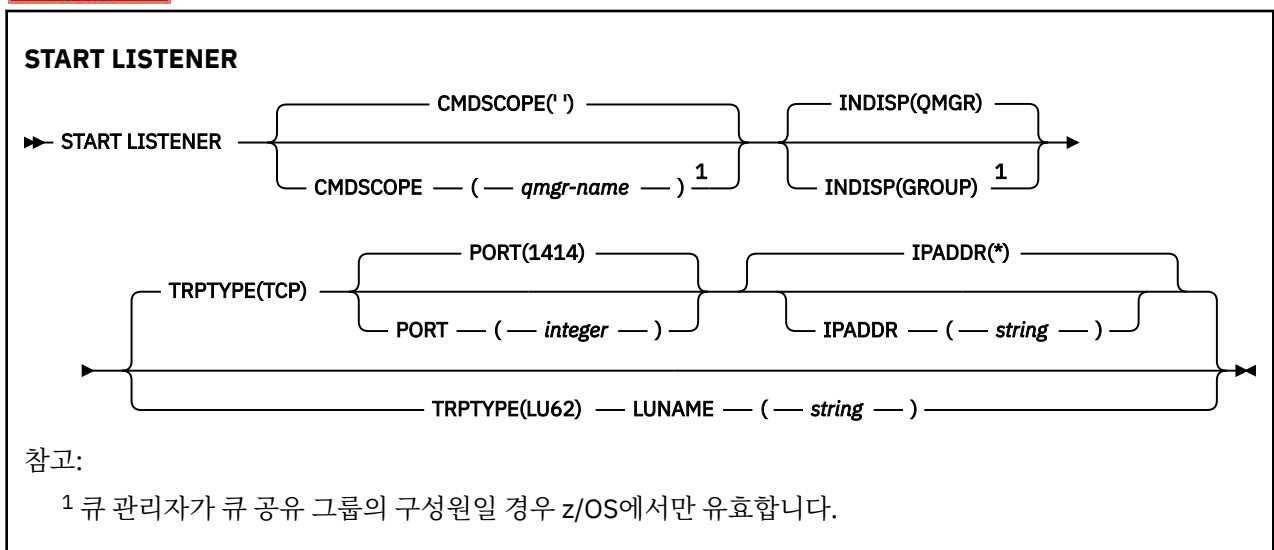 START LISTENER
CMDSCOPE(' ') INDISP(QMGR)
START LISTENER
CMDSCOPE ( qmgr-name ) 1 INDISP(GROUP) 1
PORT(1414) IPADDR(*)
TRPTYPE(TCP)
PORT ( integer ) IPADDR ( string )
TRPTYPE(LU62) LUNAME ( string )
참고:
1 큐 관리자가 큐 공유 그룹의 구성원일 경우 z/OS에서만 유효합니다.